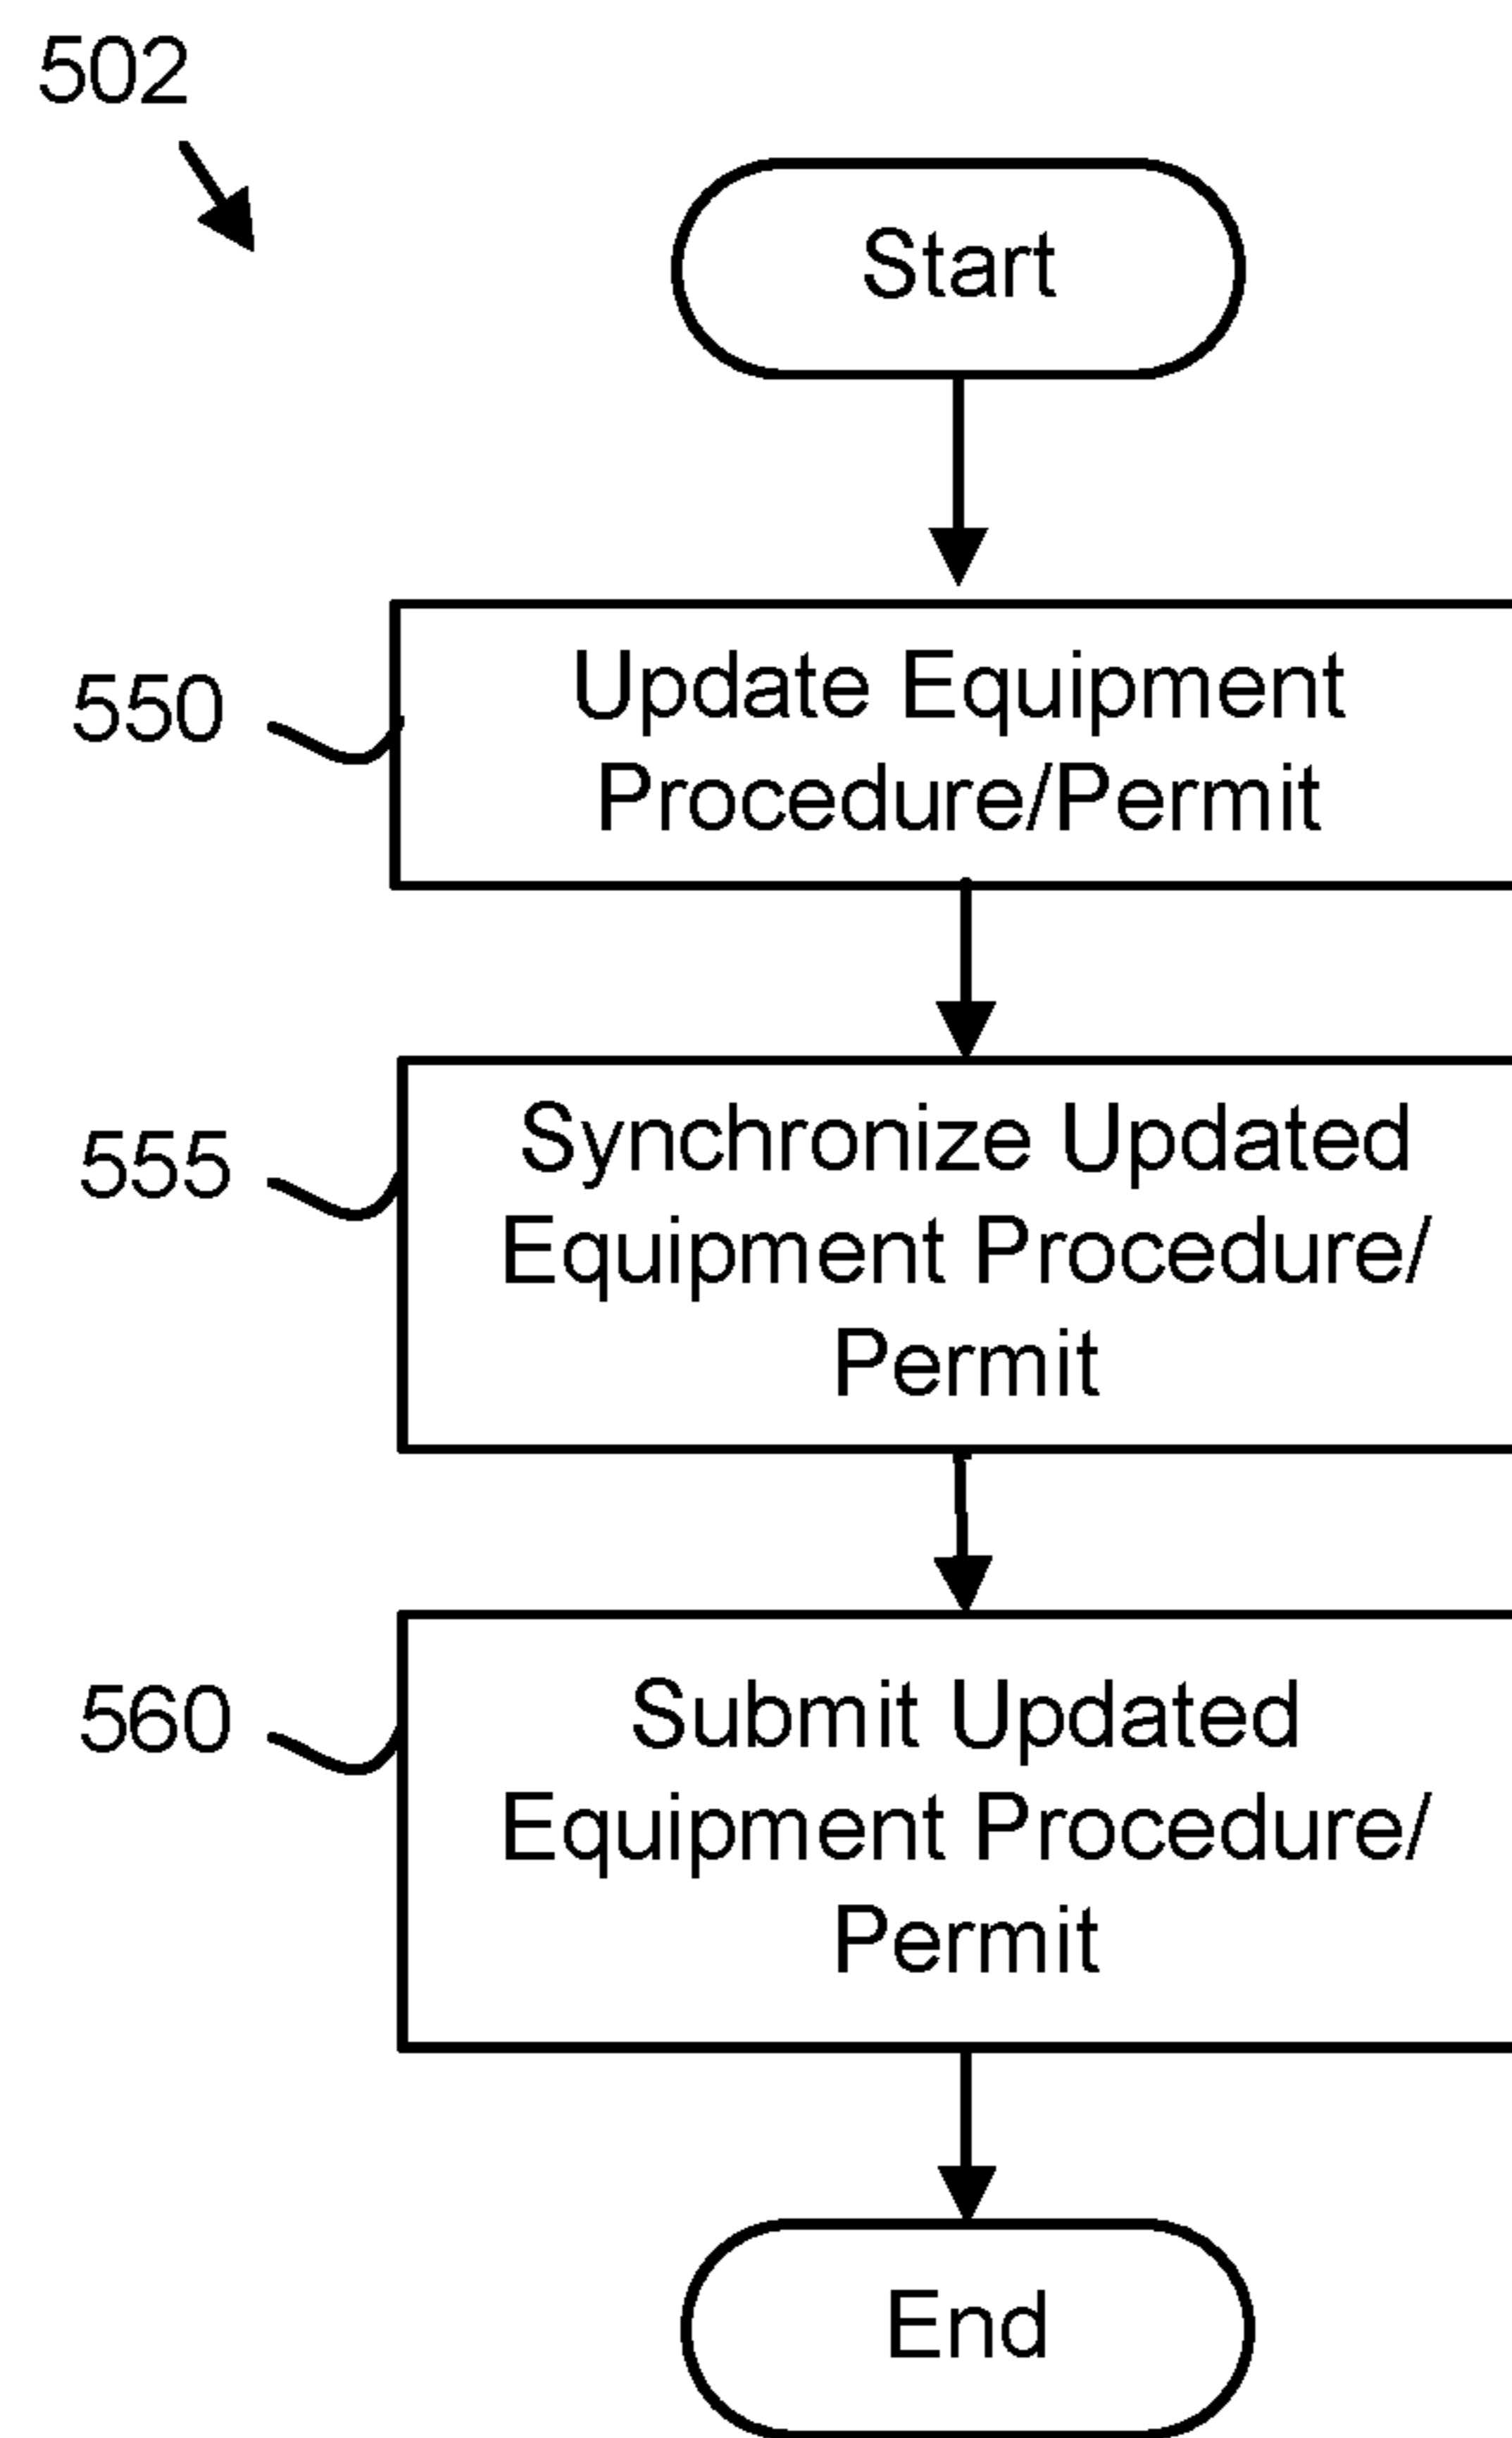 502
Start
550
Update Equipment
Procedure/Permit
555
Synchronize Updated
Equipment Procedure/
Permit
560
Submit Updated
Equipment Procedure/
Permit
End